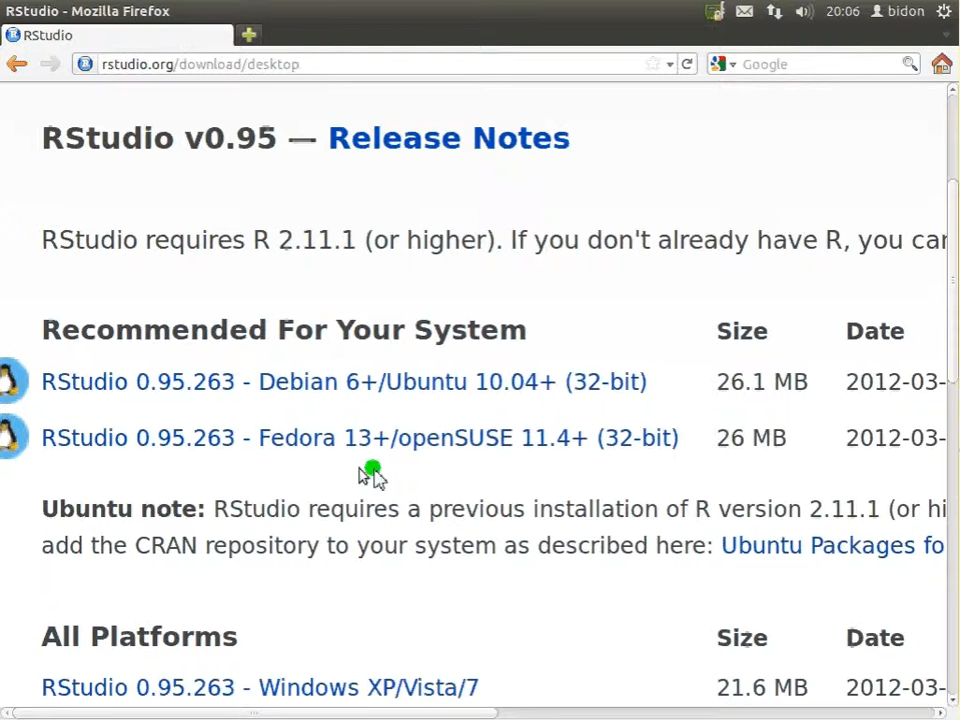 RStudio - Mozilla Firefox
20:06
bidon
RStudio
rstudio.org/download/desktop
Google
RStudio v0.95 — Release Notes
RStudio requires R 2.11.1 (or higher). If you don't already have R, you can
Recommended For Your System Size Date
RStudio 0.95.263 - Debian 6+/Ubuntu 10.04+ (32-bit) 26.1 MB 2012-03-
RStudio 0.95.263 - Fedora 13+/openSUSE 11.4+ (32-bit) 26 MB 2012-03-
Ubuntu note: RStudio requires a previous installation of R version 2.11.1 (or hi
add the CRAN repository to your system as described here: Ubuntu Packages fo
All Platforms Size Date
RStudio 0.95.263 - Windows XP/Vista/7 21.6 MB 2012-03-